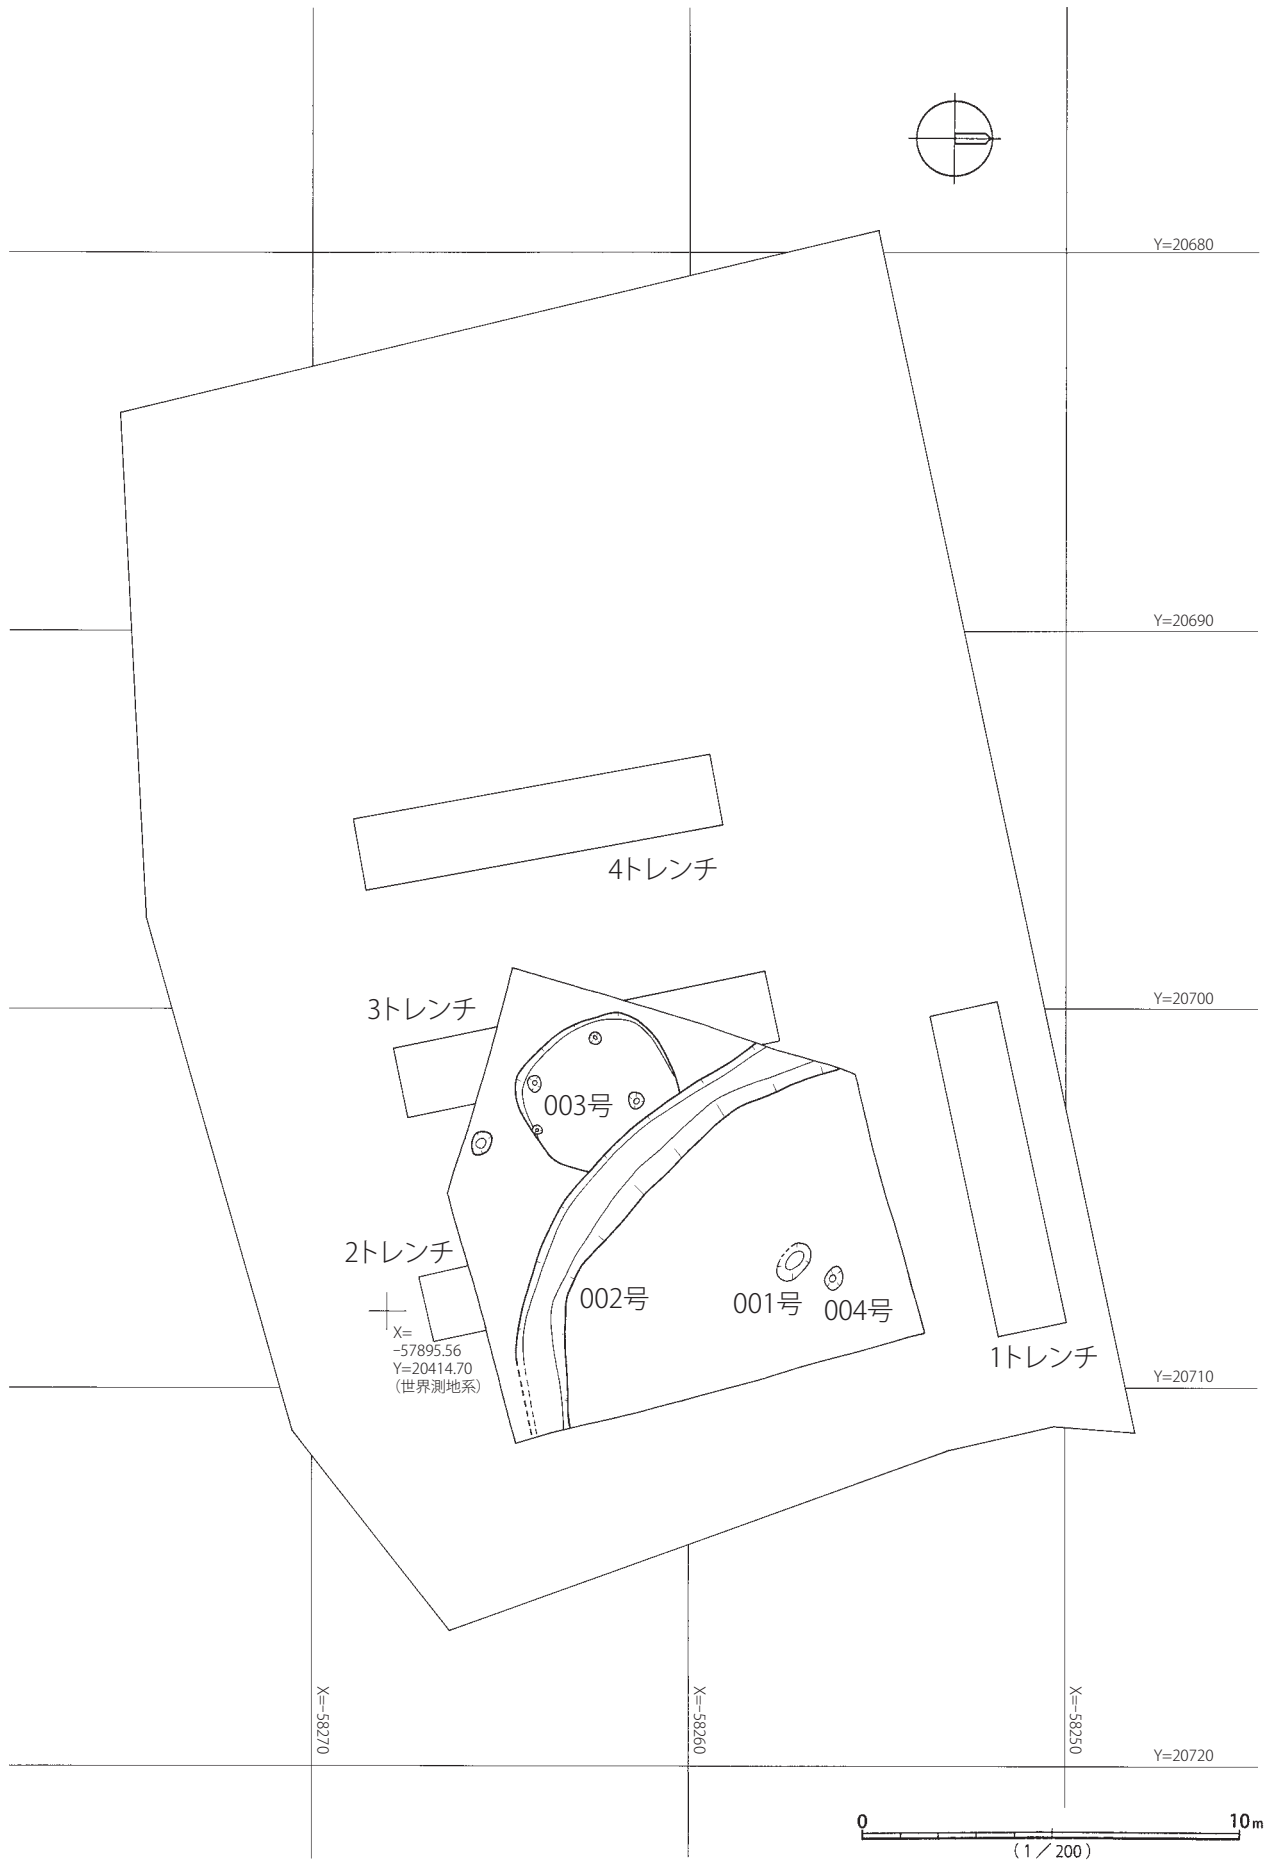 Y=20680
Y=20690
4トレンチ
3トレンチ
Y=20700
003号
2トレンチ
002号
001号
004号
X=
-57895.56
Y=20414.70
(世界測地系)
1トレンチ
Y=20710
X=-58270
X=-58260
X=-58250
Y=20720
0
10m
(1/200)